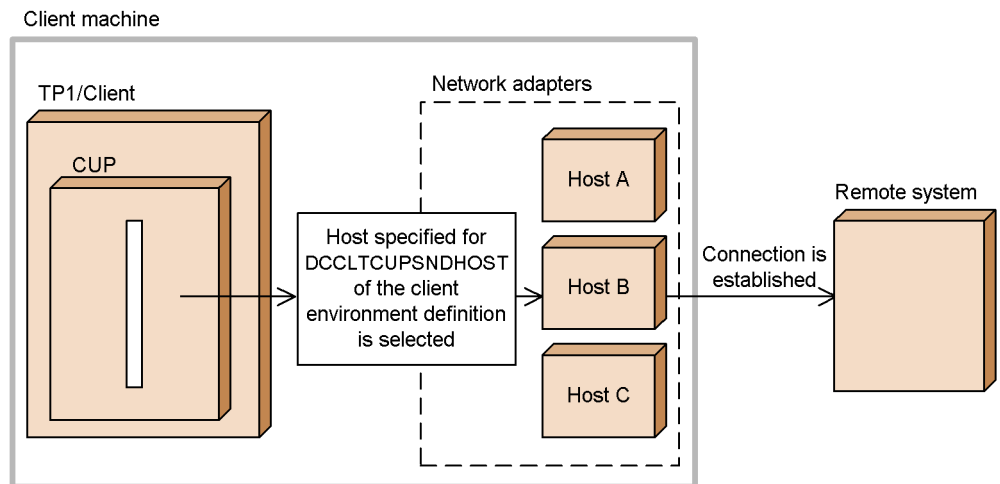 Client machine
TP1/Client
Network adapters
CUP
Host A
Remote system
Host specified for
DCCLTCUPSNDHOST
of the client
environment definition
is selected
Host B
Connection is
established
Host C